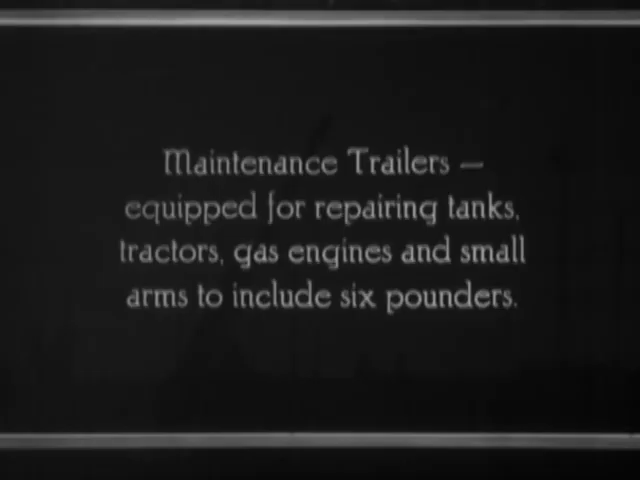 Maintenance Trailers —
equipped for repairing tanks,
tractors, gas engines and small
arms to include six pounders.